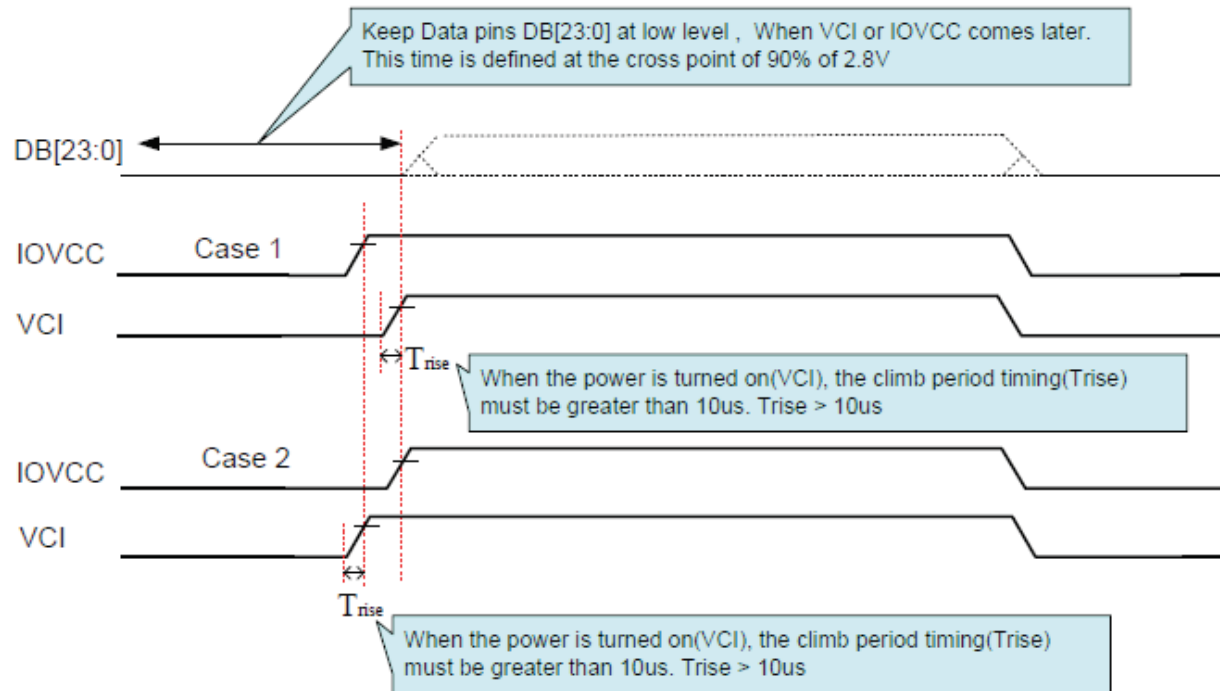 Keep Data pins DB[23:0] at low level , When VCI or IOVCC comes later.
This time is defined at the cross point of 90% of 2.8V
DB[23:0]
IOVCC
Case 1
VCI
Trise
When the power is turned on(VCI), the climb period timing(Trise)
must be greater than 10us. Trise > 10us
IOVCC
Case 2
VCI
Trise
When the power is turned on(VCI), the climb period timing(Trise)
must be greater than 10us. Trise > 10us